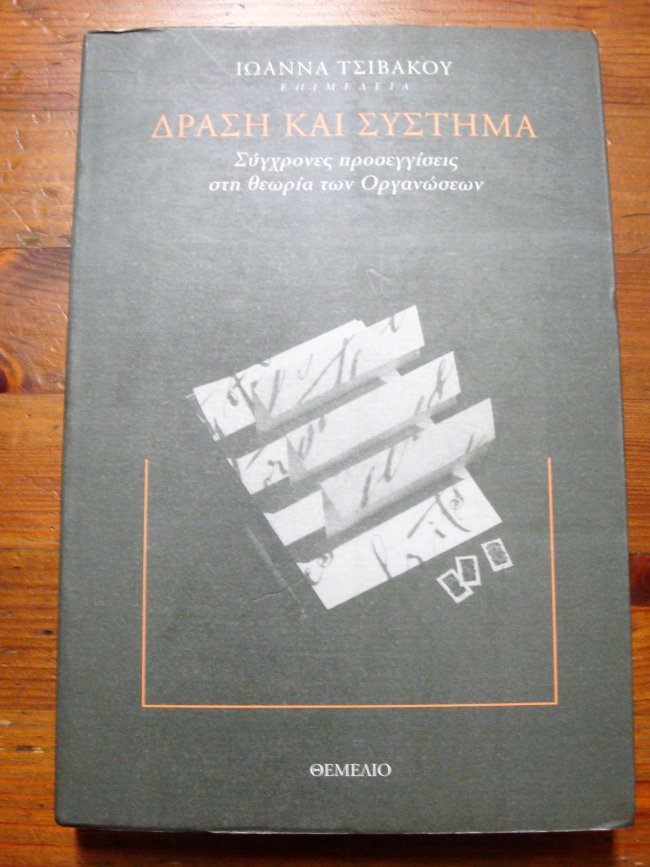 ΙΩΑΝΝΑ ΤΣΙΒΑΚΟΥ
ΕΠΙΜΕΛΕΙΑ
ΔΡΑΣΗ ΚΑΙ ΣΥΣΤΗΜΑ
Σύγχρονες προσεγγίσεις
στη θεωρία των Οργανώσεων
ΘΕΜΕΛΙΟ